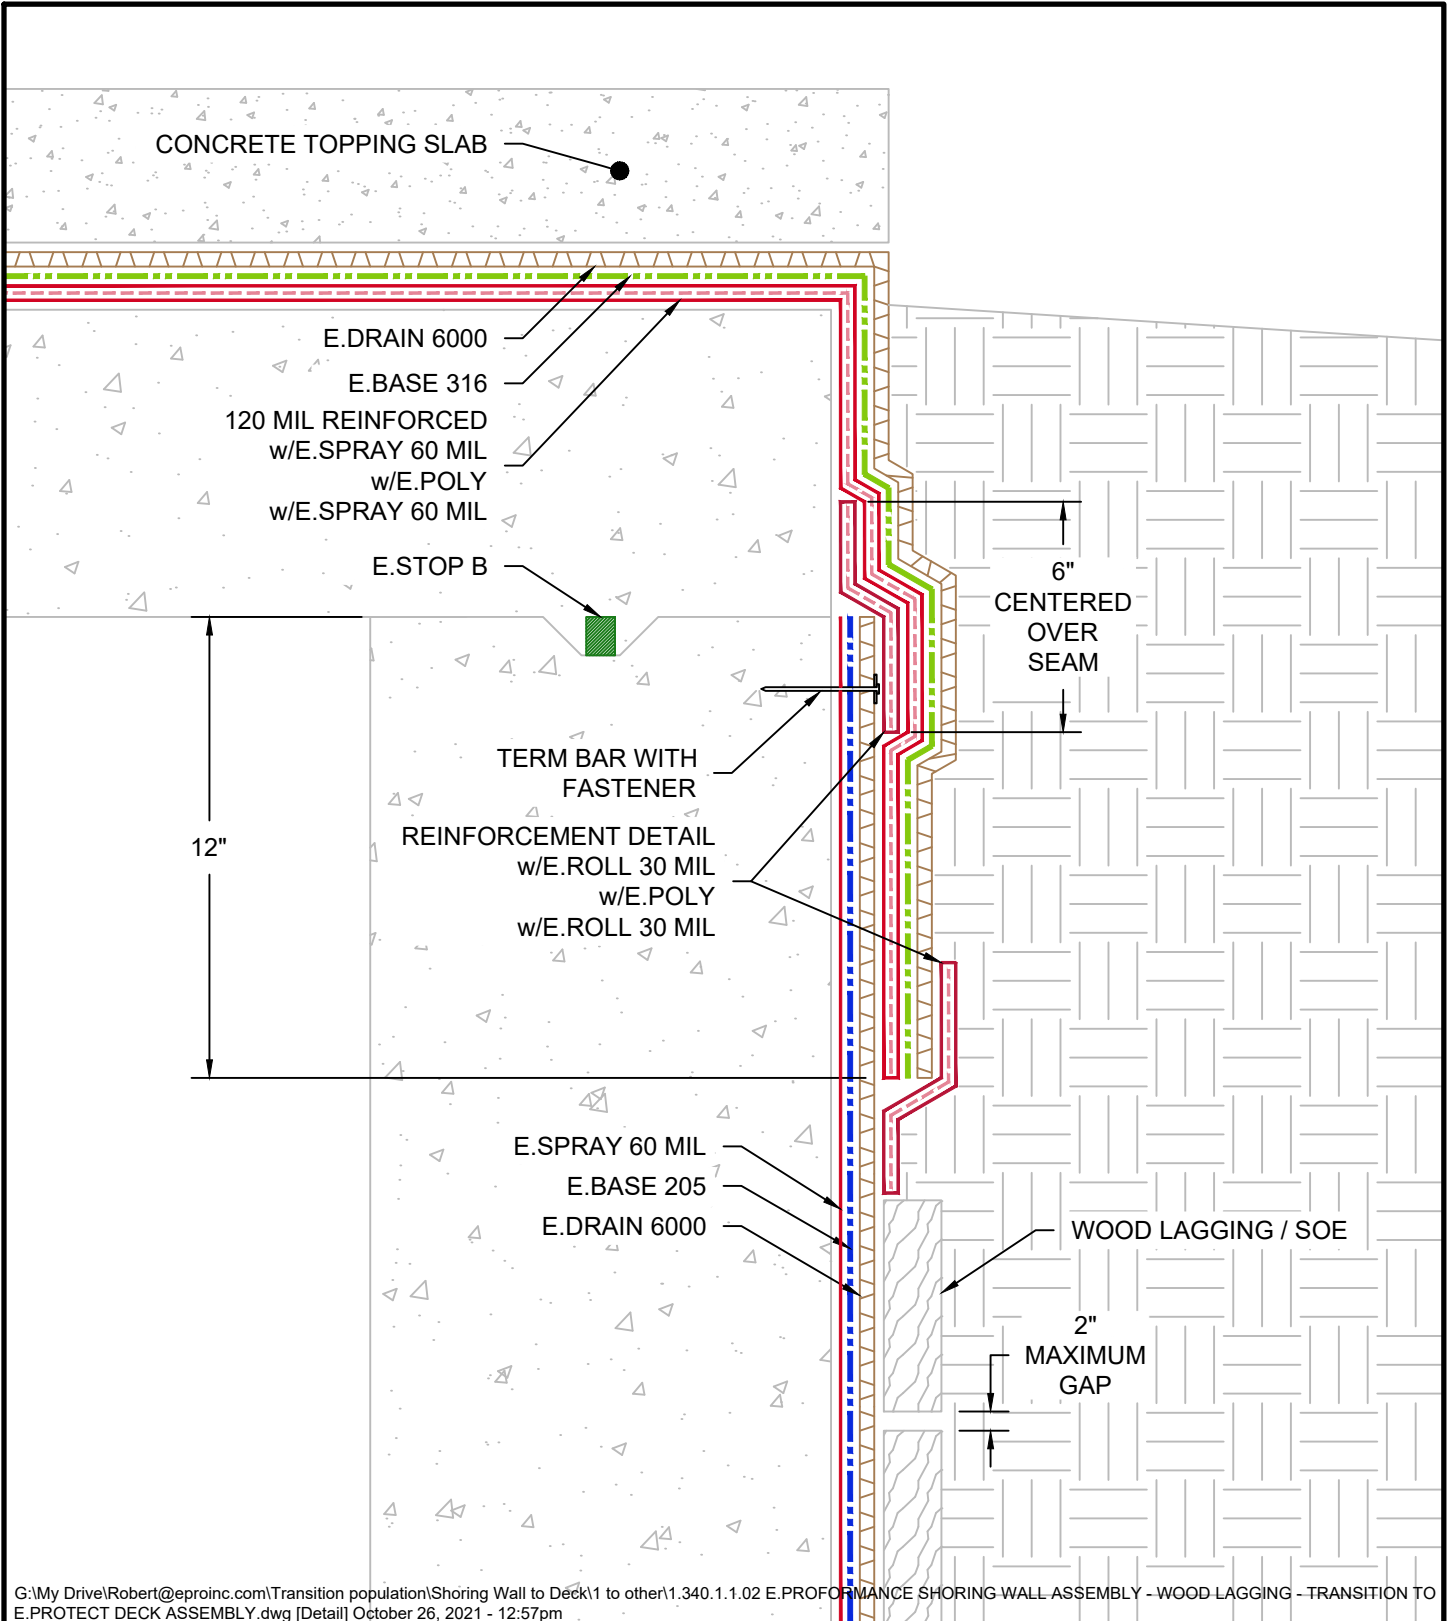 CONCRETE TOPPING SLAB
E.DRAIN 6000
E.BASE 316
120 MIL REINFORCED
w/E.SPRAY 60 MIL
w/E.POLY
w/E.SPRAY 60 MIL
E.STOP B
6"
CENTERED
OVER
SEAM
TERM BAR WITH
FASTENER
12"
REINFORCEMENT DETAIL
w/E.ROLL 30 MIL
w/E.POLY
w/E.ROLL 30 MIL
E.SPRAY 60 MIL
E.BASE 205
E.DRAIN 6000
WOOD LAGGING / SOE
2"
MAXIMUM
GAP
G:\My Drive\Robert@eproinc.com\Transition population\Shoring Wall to Deck\1 to other\1.340.1.1.02 E.PROFORMANCE SHORING WALL ASSEMBLY - WOOD LAGGING - TRANSITION TO
E.PROTECT DECK ASSEMBLY.dwg [Detail] October 26, 2021 - 12:57pm